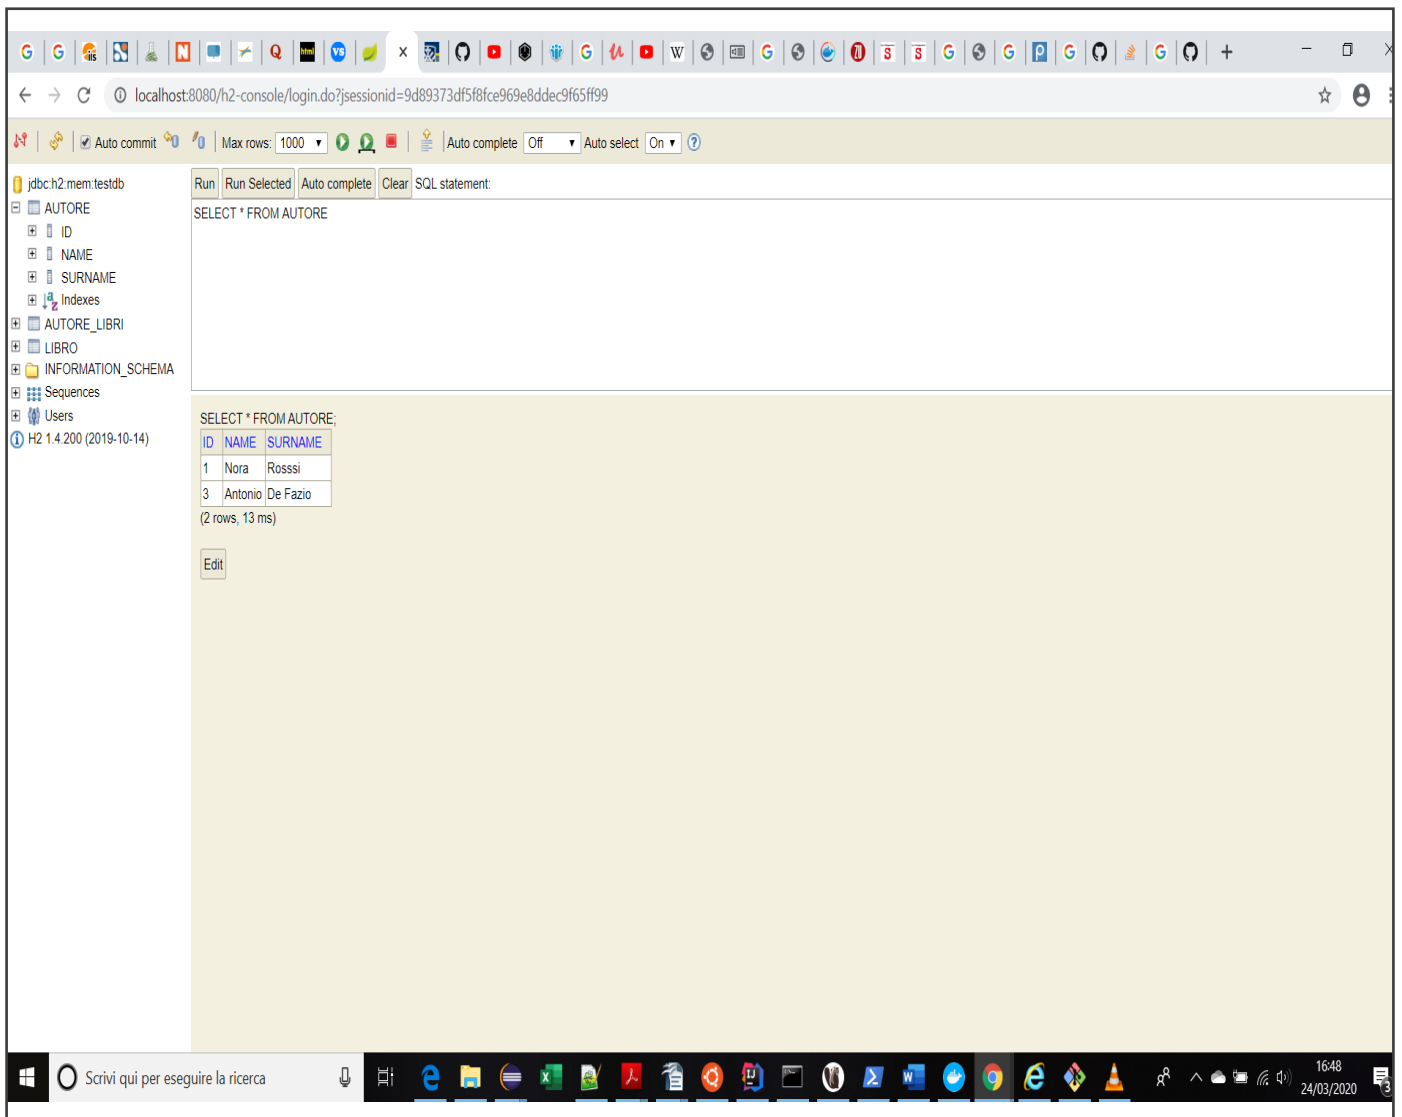 localhost:8080/h2-console/login.do?jsessionid=9d89373df5f8fce969e8ddec9f65ff99
Auto commit Max rows: 1000 Auto complete Off Auto select On
jdbc:h2:mem:testdb
AUTORE
ID
NAME
SURNAME
Indexes
AUTORE_LIBRI
LIBRO
INFORMATION_SCHEMA
Sequences
Users
H2 1.4.200 (2019-10-14)
Run Run Selected Auto complete Clear SQL statement:
SELECT * FROM AUTORE
SELECT * FROM AUTORE;
ID NAME SURNAME
1 Nora Rosssi
3 Antonio De Fazio
(2 rows, 13 ms)
Edit
Scrivi qui per eseguire la ricerca
16:48
24/03/2020
3